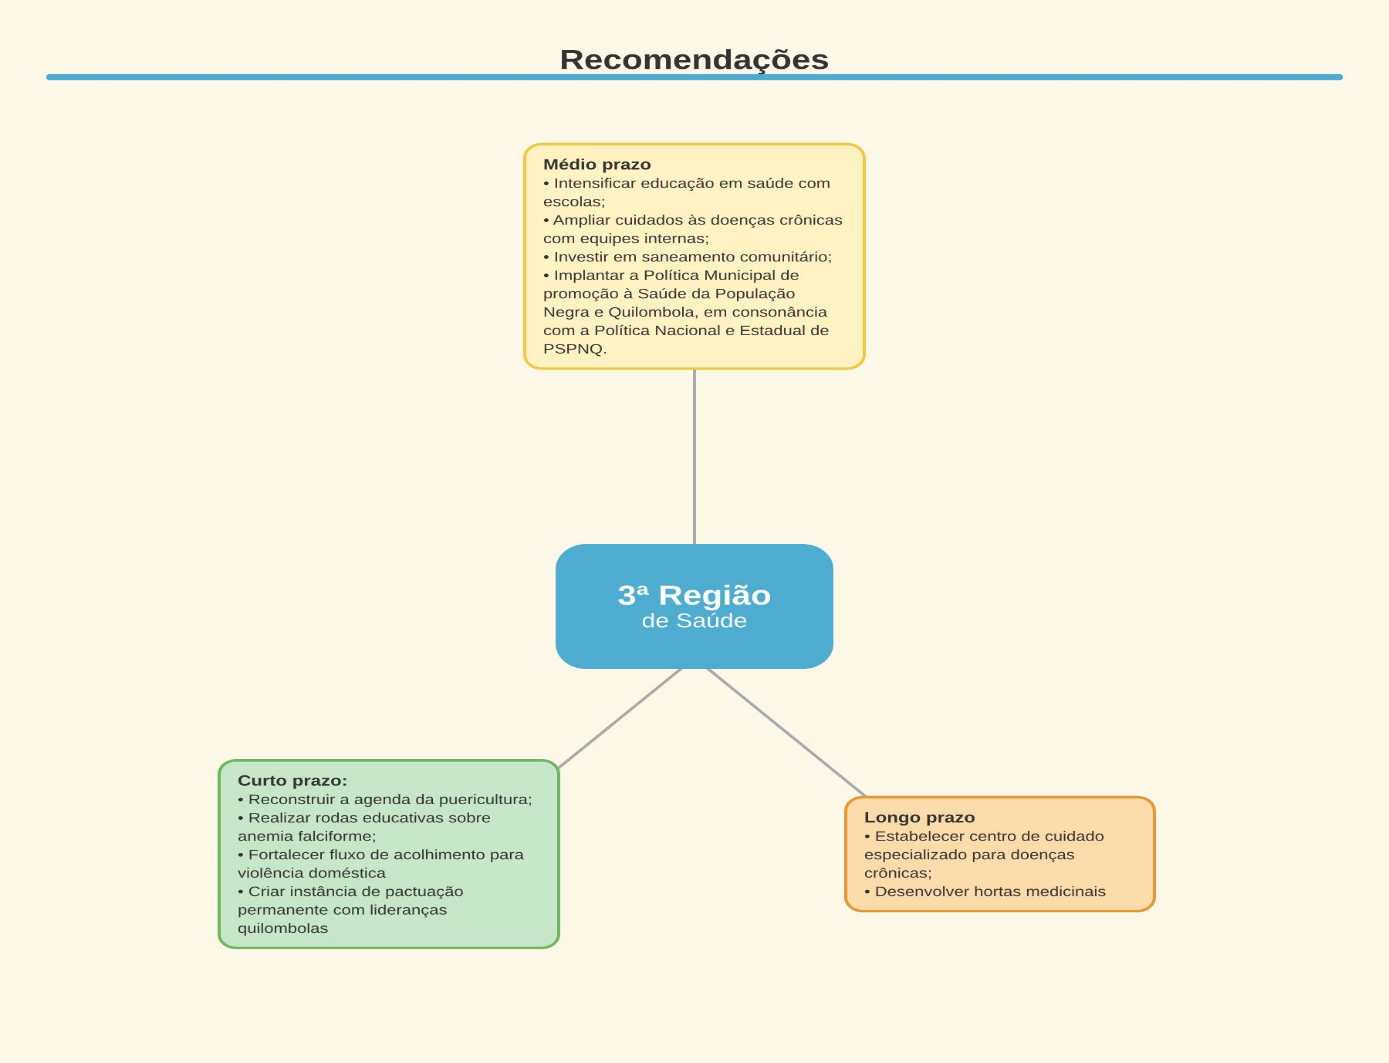 Recomendações
Médio prazo
• Intensificar educação em saúde com
escolas;
• Ampliar cuidados às doenças crônicas
com equipes internas;
• Investir em saneamento comunitário;
• Implantar a Política Municipal de
promoção à Saúde da População
Negra e Quilombola, em consonância
com a Política Nacional e Estadual de
PSPNQ.
3ª Região
de Saúde
Curto prazo:
• Reconstruir a agenda da puericultura;
• Realizar rodas educativas sobre
anemia falciforme;
• Fortalecer fluxo de acolhimento para
violência doméstica
• Criar instância de pactuação
permanente com lideranças
quilombolas
Longo prazo
• Estabelecer centro de cuidado
especializado para doenças
crônicas;
• Desenvolver hortas medicinais